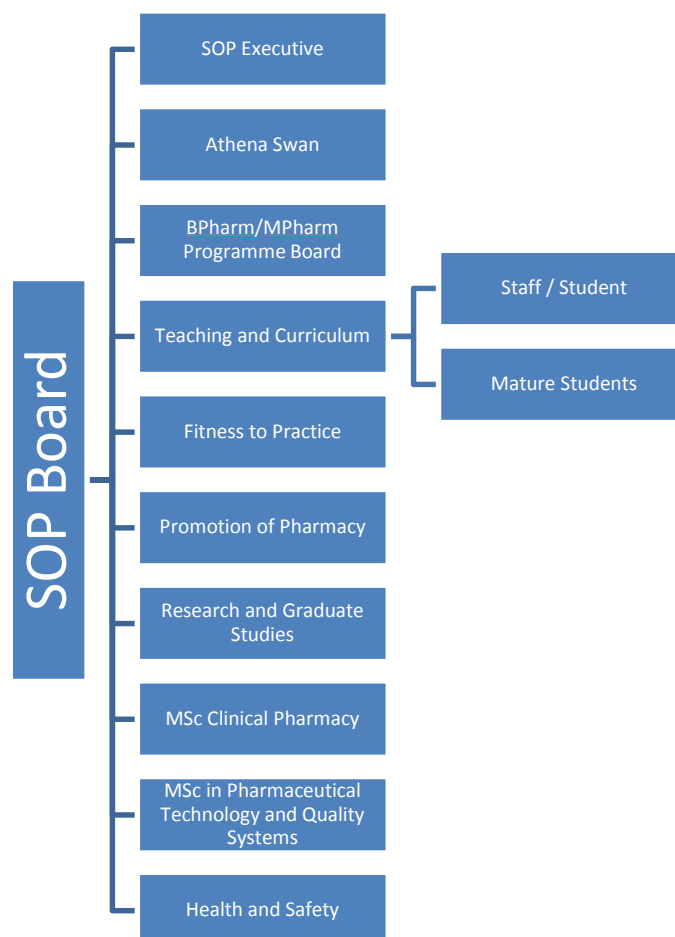 SOP Board
SOP Executive
Athena Swan
BPharm/MPharm
Programme Board
Teaching and Curriculum
Staff / Student
Mature Students
Fitness to Practice
Promotion of Pharmacy
Research and Graduate
Studies
MSc Clinical Pharmacy
MSc in Pharmaceutical
Technology and Quality
Systems
Health and Safety